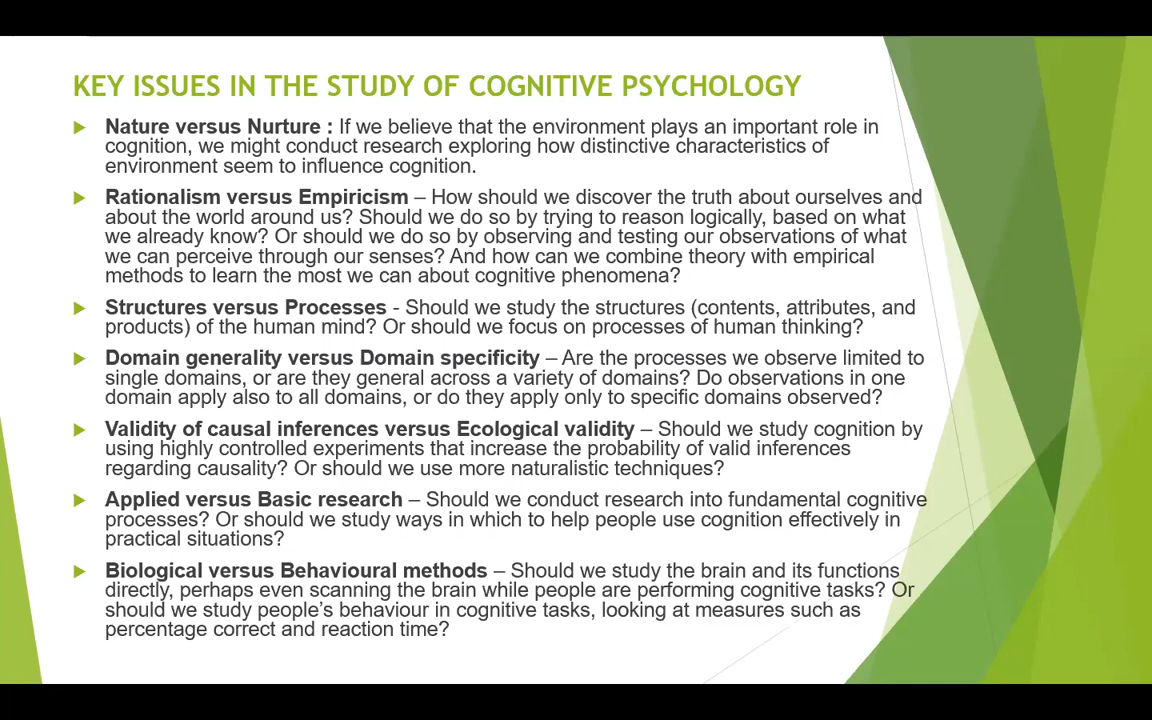 KEY ISSUES IN THE STUDY OF COGNITIVE PSYCHOLOGY
Nature versus Nurture : If we believe that the environment plays an important role in
cognition, we might conduct research exploring how distinctive characteristics of
environment seem to influence cognition.
Rationalism versus Empiricism – How should we discover the truth about ourselves and
about the world around us? Should we do so by trying to reason logically, based on what
we already know? Or should we do so by observing and testing our observations of what
we can perceive through our senses? And how can we combine theory with empirical
methods to learn the most we can about cognitive phenomena?
Structures versus Processes - Should we study the structures (contents, attributes, and
products) of the human mind? Or should we focus on processes of human thinking?
Domain generality versus Domain specificity – Are the processes we observe limited to
single domains, or are they general across a variety of domains? Do observations in one
domain apply also to all domains, or do they apply only to specific domains observed?
Validity of causal inferences versus Ecological validity – Should we study cognition by
using highly controlled experiments that increase the probability of valid inferences
regarding causality? Or should we use more naturalistic techniques?
Applied versus Basic research – Should we conduct research into fundamental cognitive
processes? Or should we study ways in which to help people use cognition effectively in
practical situations?
Biological versus Behavioural methods – Should we study the brain and its functions
directly, perhaps even scanning the brain while people are performing cognitive tasks? Or
should we study people's behaviour in cognitive tasks, looking at measures such as
percentage correct and reaction time?